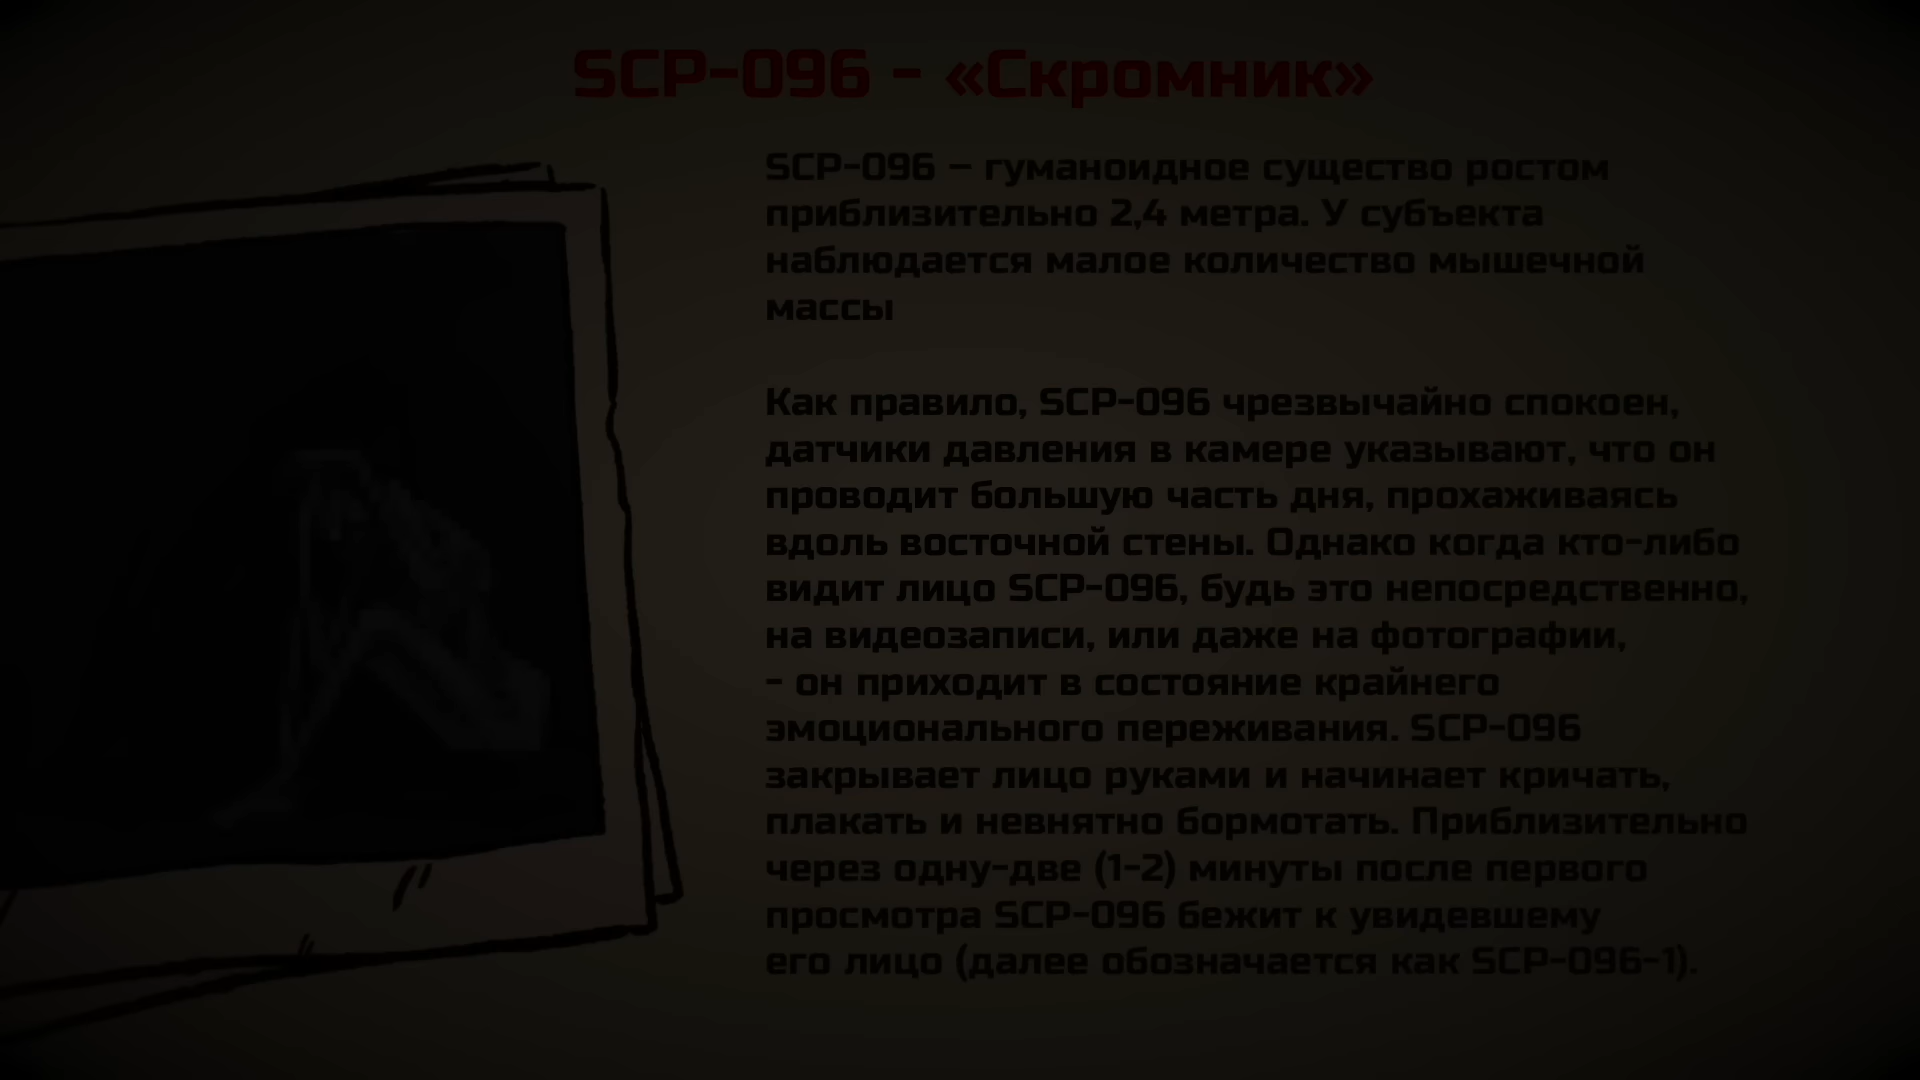 SCP-096 - «Скромник»
SCP-096 – гуманоидное существо ростом
приблизительно 2,4 метра. У субъекта
наблюдается малое количество мышечной
массы
Как правило, SCP-096 чрезвычайно спокоен,
датчики давления в камере указывают, что он
проводит большую часть дня, прохаживаясь
вдоль восточной стены. Однако когда кто-либо
видит лицо SCP-096, будь это непосредственно,
на видеозаписи, или даже на фотографии,
- он приходит в состояние крайнего
эмоционального переживания. SCP-096
закрывает лицо руками и начинает кричать,
плакать и невнятно бормотать. Приблизительно
через одну-две (1-2) минуты после первого
просмотра SCP-096 бежит к увидевшему
его лицо (далее обозначается как SCP-096-1).